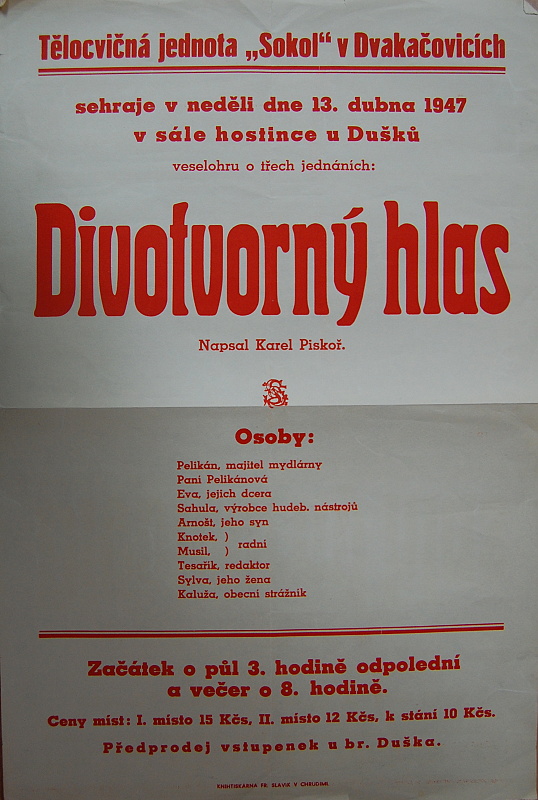 Tělocvičná jednota „Sokol“ v Dvakačovicích
sehraje v neděli dne 13. dubna 1947
v sále hostince u Dušků
veselohru o třech jednáních:
Divotvorný hlas
Napsal Karel Piskoř.
Osoby:
Pelikán, majitel mydlárny
Paní Pelikánová
Eva, jejich dcera
Sahula, výrobce hudeb. nástrojů
Arnošt, jeho syn
Knotek, )
radní
Musil, )
Tesařík, redaktor
Sylva, jeho žena
Kaluža, obecní strážník
Začátek o půl 3. hodině odpolední
a večer o 8. hodině.
Ceny míst: I. místo 15 Kčs, II. místo 12 Kčs, k stání 10 Kčs.
Předprodej vstupenek u br. Duška.
KNIHTISKÁRNA FR. SLAVÍK V CHRUDIMI.